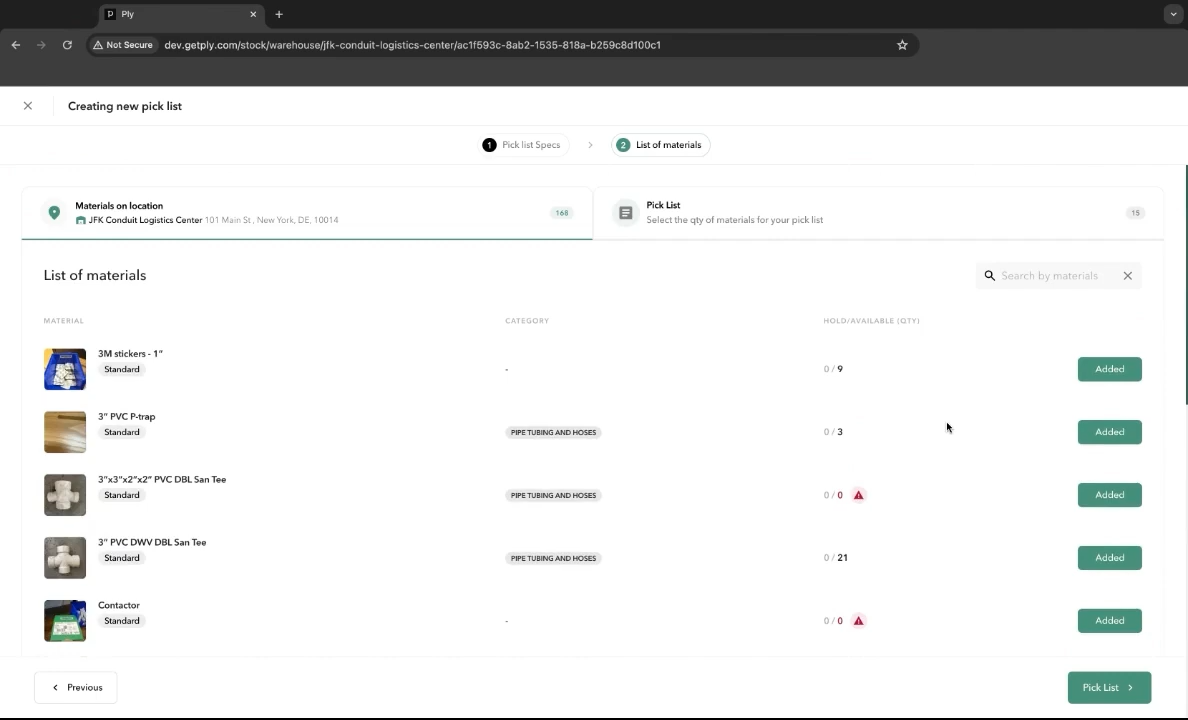 Ply
Not Secure
dev.getply.com/stock/warehouse/jfk-conduit-logistics-center/ac1f593c-8ab2-1535-818a-b259c8d100c1
Creating new pick list
1 Pick list Specs
2 List of materials
Materials on location
JFK Conduit Logistics Center 101 Main St , New York, DE, 10014
168
Pick List
Select the qty of materials for your pick list
15
List of materials
Search by materials
MATERIAL CATEGORY HOLD/AVAILABLE (QTY)
3M stickers - 1"
Standard - 0 / 9 Added
3" PVC P-trap
Standard PIPE TUBING AND HOSES 0 / 3 Added
3"x3"x2"x2" PVC DBL San Tee
Standard PIPE TUBING AND HOSES 0 / 0 Added
3" PVC DWV DBL San Tee
Standard PIPE TUBING AND HOSES 0 / 21 Added
Contactor
Standard - 0 / 0 Added
Previous
Pick List